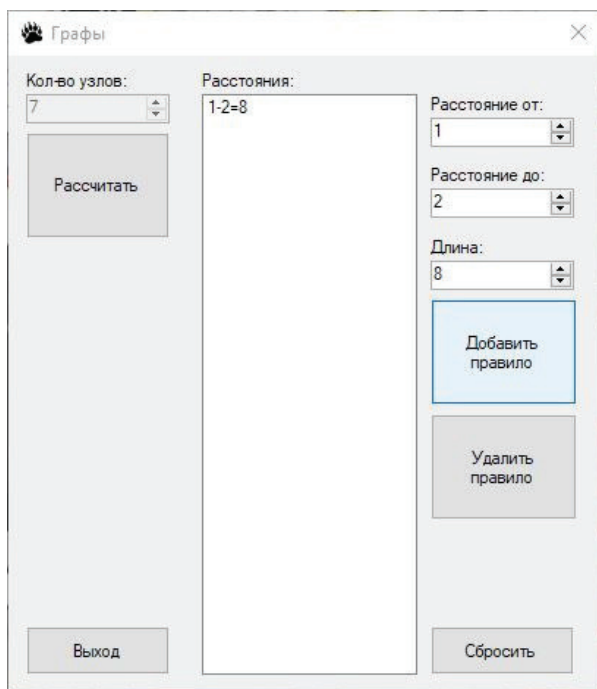 Графы
Кол-во узлов:
7
Рассчитать
Выход
Расстояния:
1-2=8
Расстояние от:
1
Расстояние до:
2
Длина:
8
Добавить
правило
Удалить
правило
Сбросить